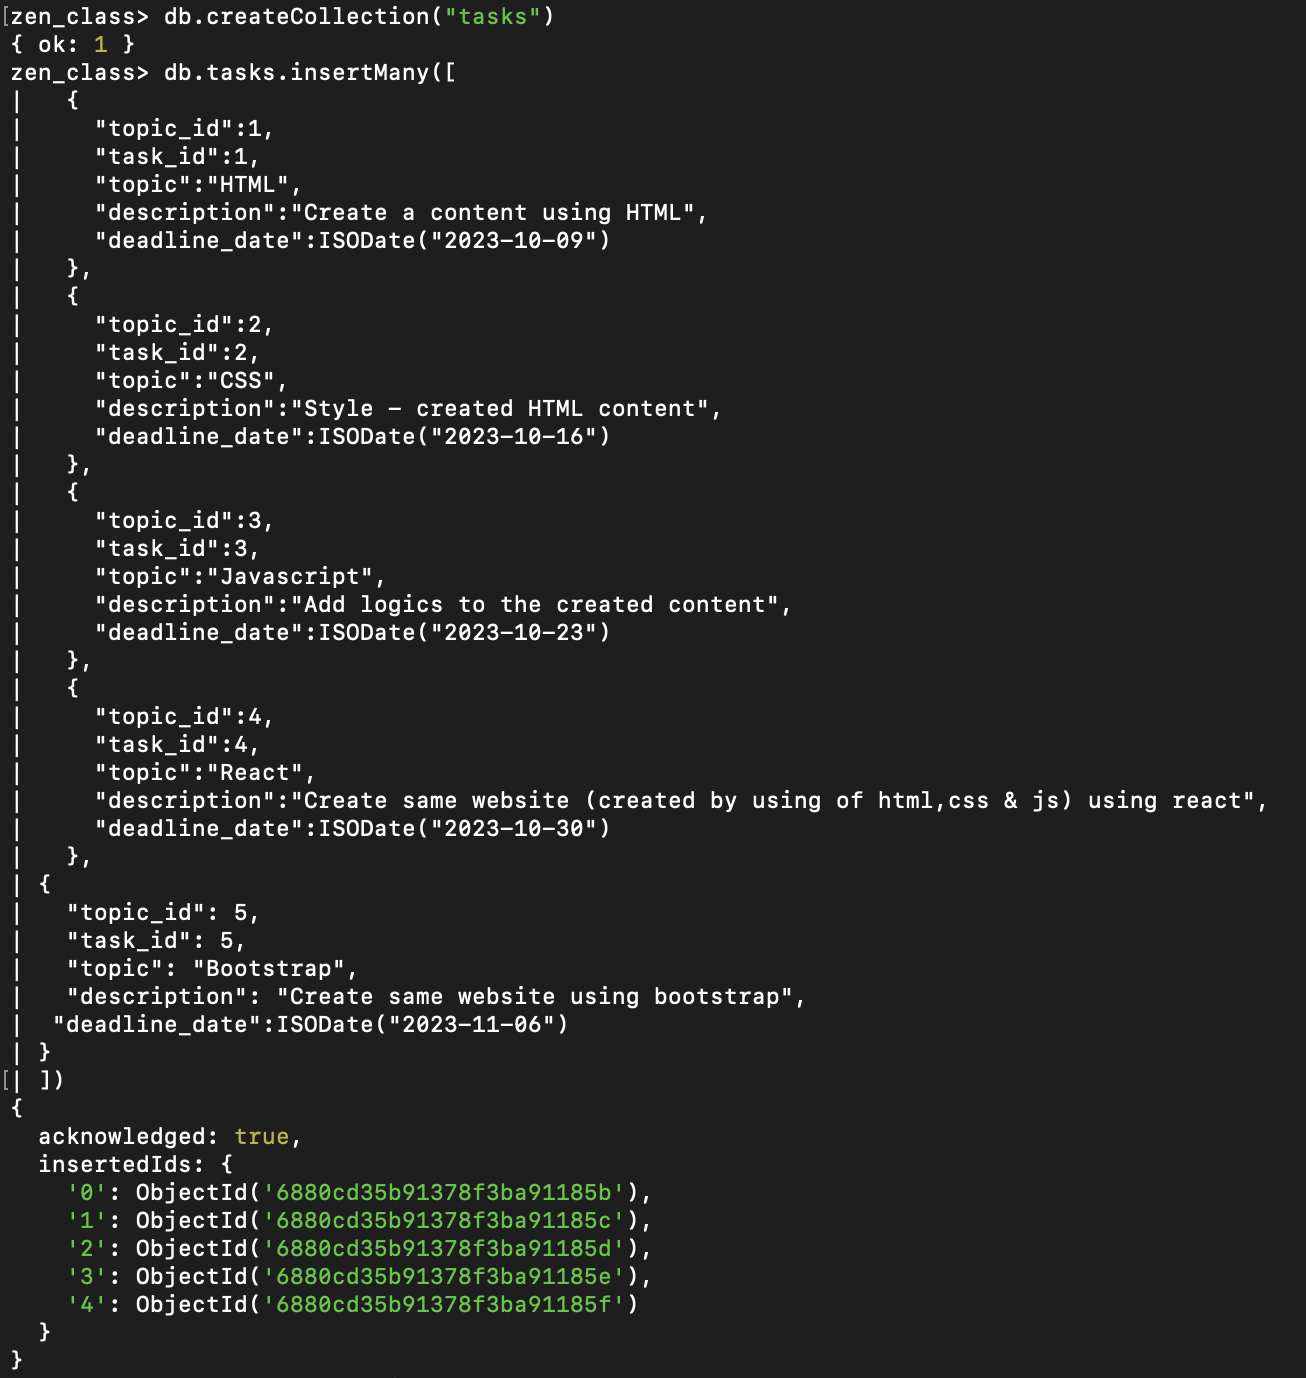 [zen_class> db.createCollection("tasks")
{ ok: 1 }
zen_class> db.tasks.insertMany([
|   {
|     "topic_id":1,
|     "task_id":1,
|     "topic":"HTML",
|     "description":"Create a content using HTML",
|     "deadline_date":ISODate("2023-10-09")
|   },
|   {
|     "topic_id":2,
|     "task_id":2,
|     "topic":"CSS",
|     "description":"Style - created HTML content",
|     "deadline_date":ISODate("2023-10-16")
|   },
|   {
|     "topic_id":3,
|     "task_id":3,
|     "topic":"Javascript",
|     "description":"Add logics to the created content",
|     "deadline_date":ISODate("2023-10-23")
|   },
|   {
|     "topic_id":4,
|     "task_id":4,
|     "topic":"React",
|     "description":"Create same website (created by using of html,css & js) using react",
|     "deadline_date":ISODate("2023-10-30")
|   },
| {
|   "topic_id": 5,
|   "task_id": 5,
|   "topic": "Bootstrap",
|   "description": "Create same website using bootstrap",
|  "deadline_date":ISODate("2023-11-06")
| }
[| ])
{
  acknowledged: true,
  insertedIds: {
    '0': ObjectId('6880cd35b91378f3ba91185b'),
    '1': ObjectId('6880cd35b91378f3ba91185c'),
    '2': ObjectId('6880cd35b91378f3ba91185d'),
    '3': ObjectId('6880cd35b91378f3ba91185e'),
    '4': ObjectId('6880cd35b91378f3ba91185f')
  }
}